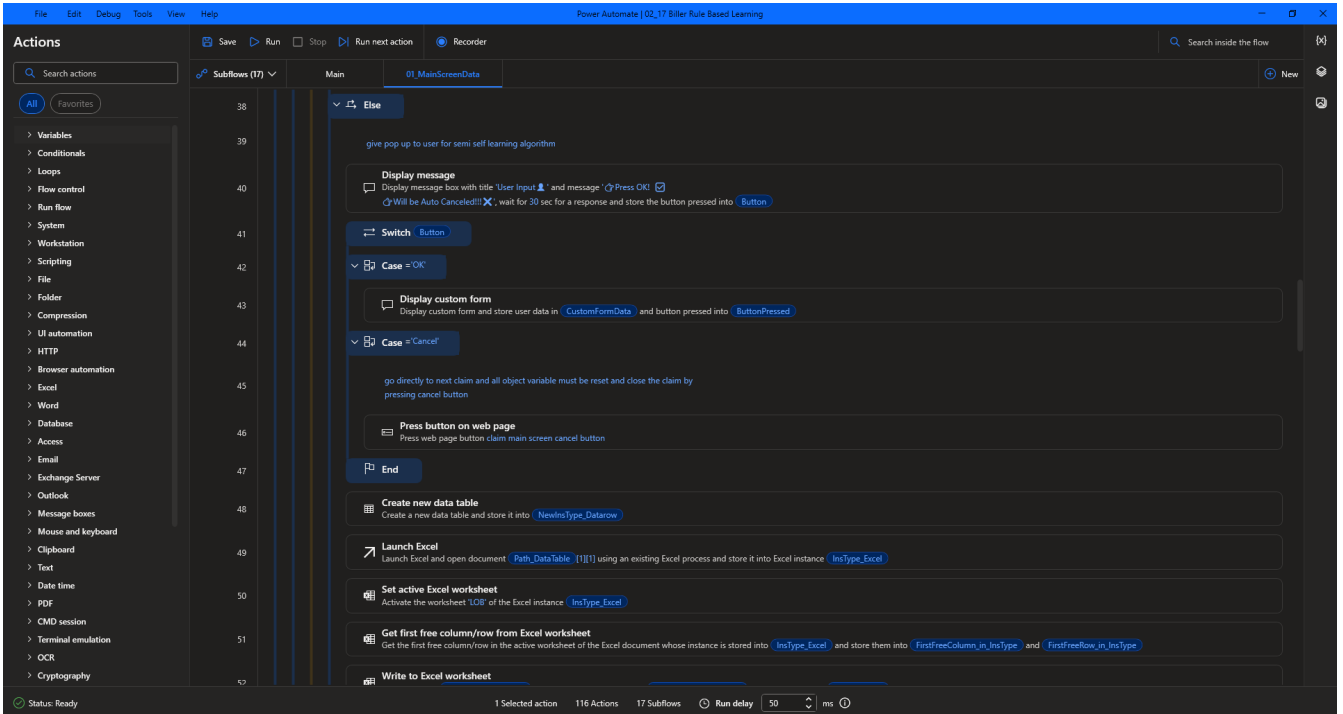 File Edit Debug Tools View Help Power Automate | 02_17 Biller Rule Based Learning
Actions
Save Run Stop Run next action Recorder Search inside the flow {x}
Search actions
Subflows (17) Main 01_MainScreenData New
All Favorites
Variables
Conditionals
Loops
Flow control
Run flow
System
Workstation
Scripting
File
Folder
Compression
UI automation
HTTP
Browser automation
Excel
Word
Database
Access
Email
Exchange Server
Outlook
Message boxes
Mouse and keyboard
Clipboard
Text
Date time
PDF
CMD session
Terminal emulation
OCR
Cryptography
38 Else
39 give pop up to user for semi self learning algorithm
40 Display message
Display message box with title 'User Input👤 ' and message '👉Press OK! ☑
👉Will be Auto Canceled!!!❌', wait for 30 sec for a response and store the button pressed into Button
41 Switch Button
42 Case ='OK'
43 Display custom form
Display custom form and store user data in CustomFormData and button pressed into ButtonPressed
44 Case ='Cancel'
45 go directly to next claim and all object variable must be reset and close the claim by
pressing cancel button
46 Press button on web page
Press web page button claim main screen cancel button
47 End
48 Create new data table
Create a new data table and store it into NewInsType_Datarow
49 Launch Excel
Launch Excel and open document Path_DataTable [1][1] using an existing Excel process and store it into Excel instance InsType_Excel
50 Set active Excel worksheet
Activate the worksheet 'LOB' of the Excel instance InsType_Excel
51 Get first free column/row from Excel worksheet
Get the first free column/row in the active worksheet of the Excel document whose instance is stored into InsType_Excel and store them into FirstFreeColumn_in_InsType and FirstFreeRow_in_InsType
52 Write to Excel worksheet
Status: Ready 1 Selected action 116 Actions 17 Subflows Run delay 50 ms